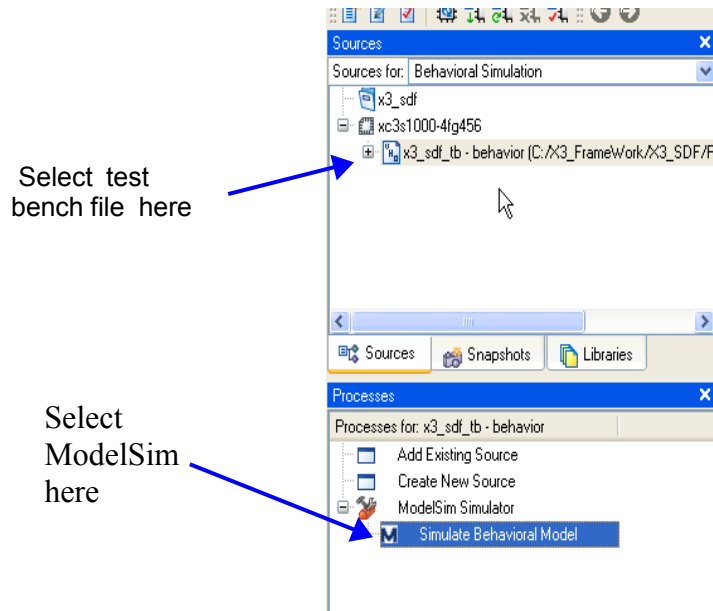 Sources
Sources for: Behavioral Simulation
x3_sdf
xc3s1000-4fg456
x3_sdf_tb - behavior (C:/X3_FrameWork/X3_SDF/F
Select test
bench file here
Sources
Snapshots
Libraries
Processes
Processes for: x3_sdf_tb - behavior
Add Existing Source
Create New Source
ModelSim Simulator
Simulate Behavioral Model
Select
ModelSim
here